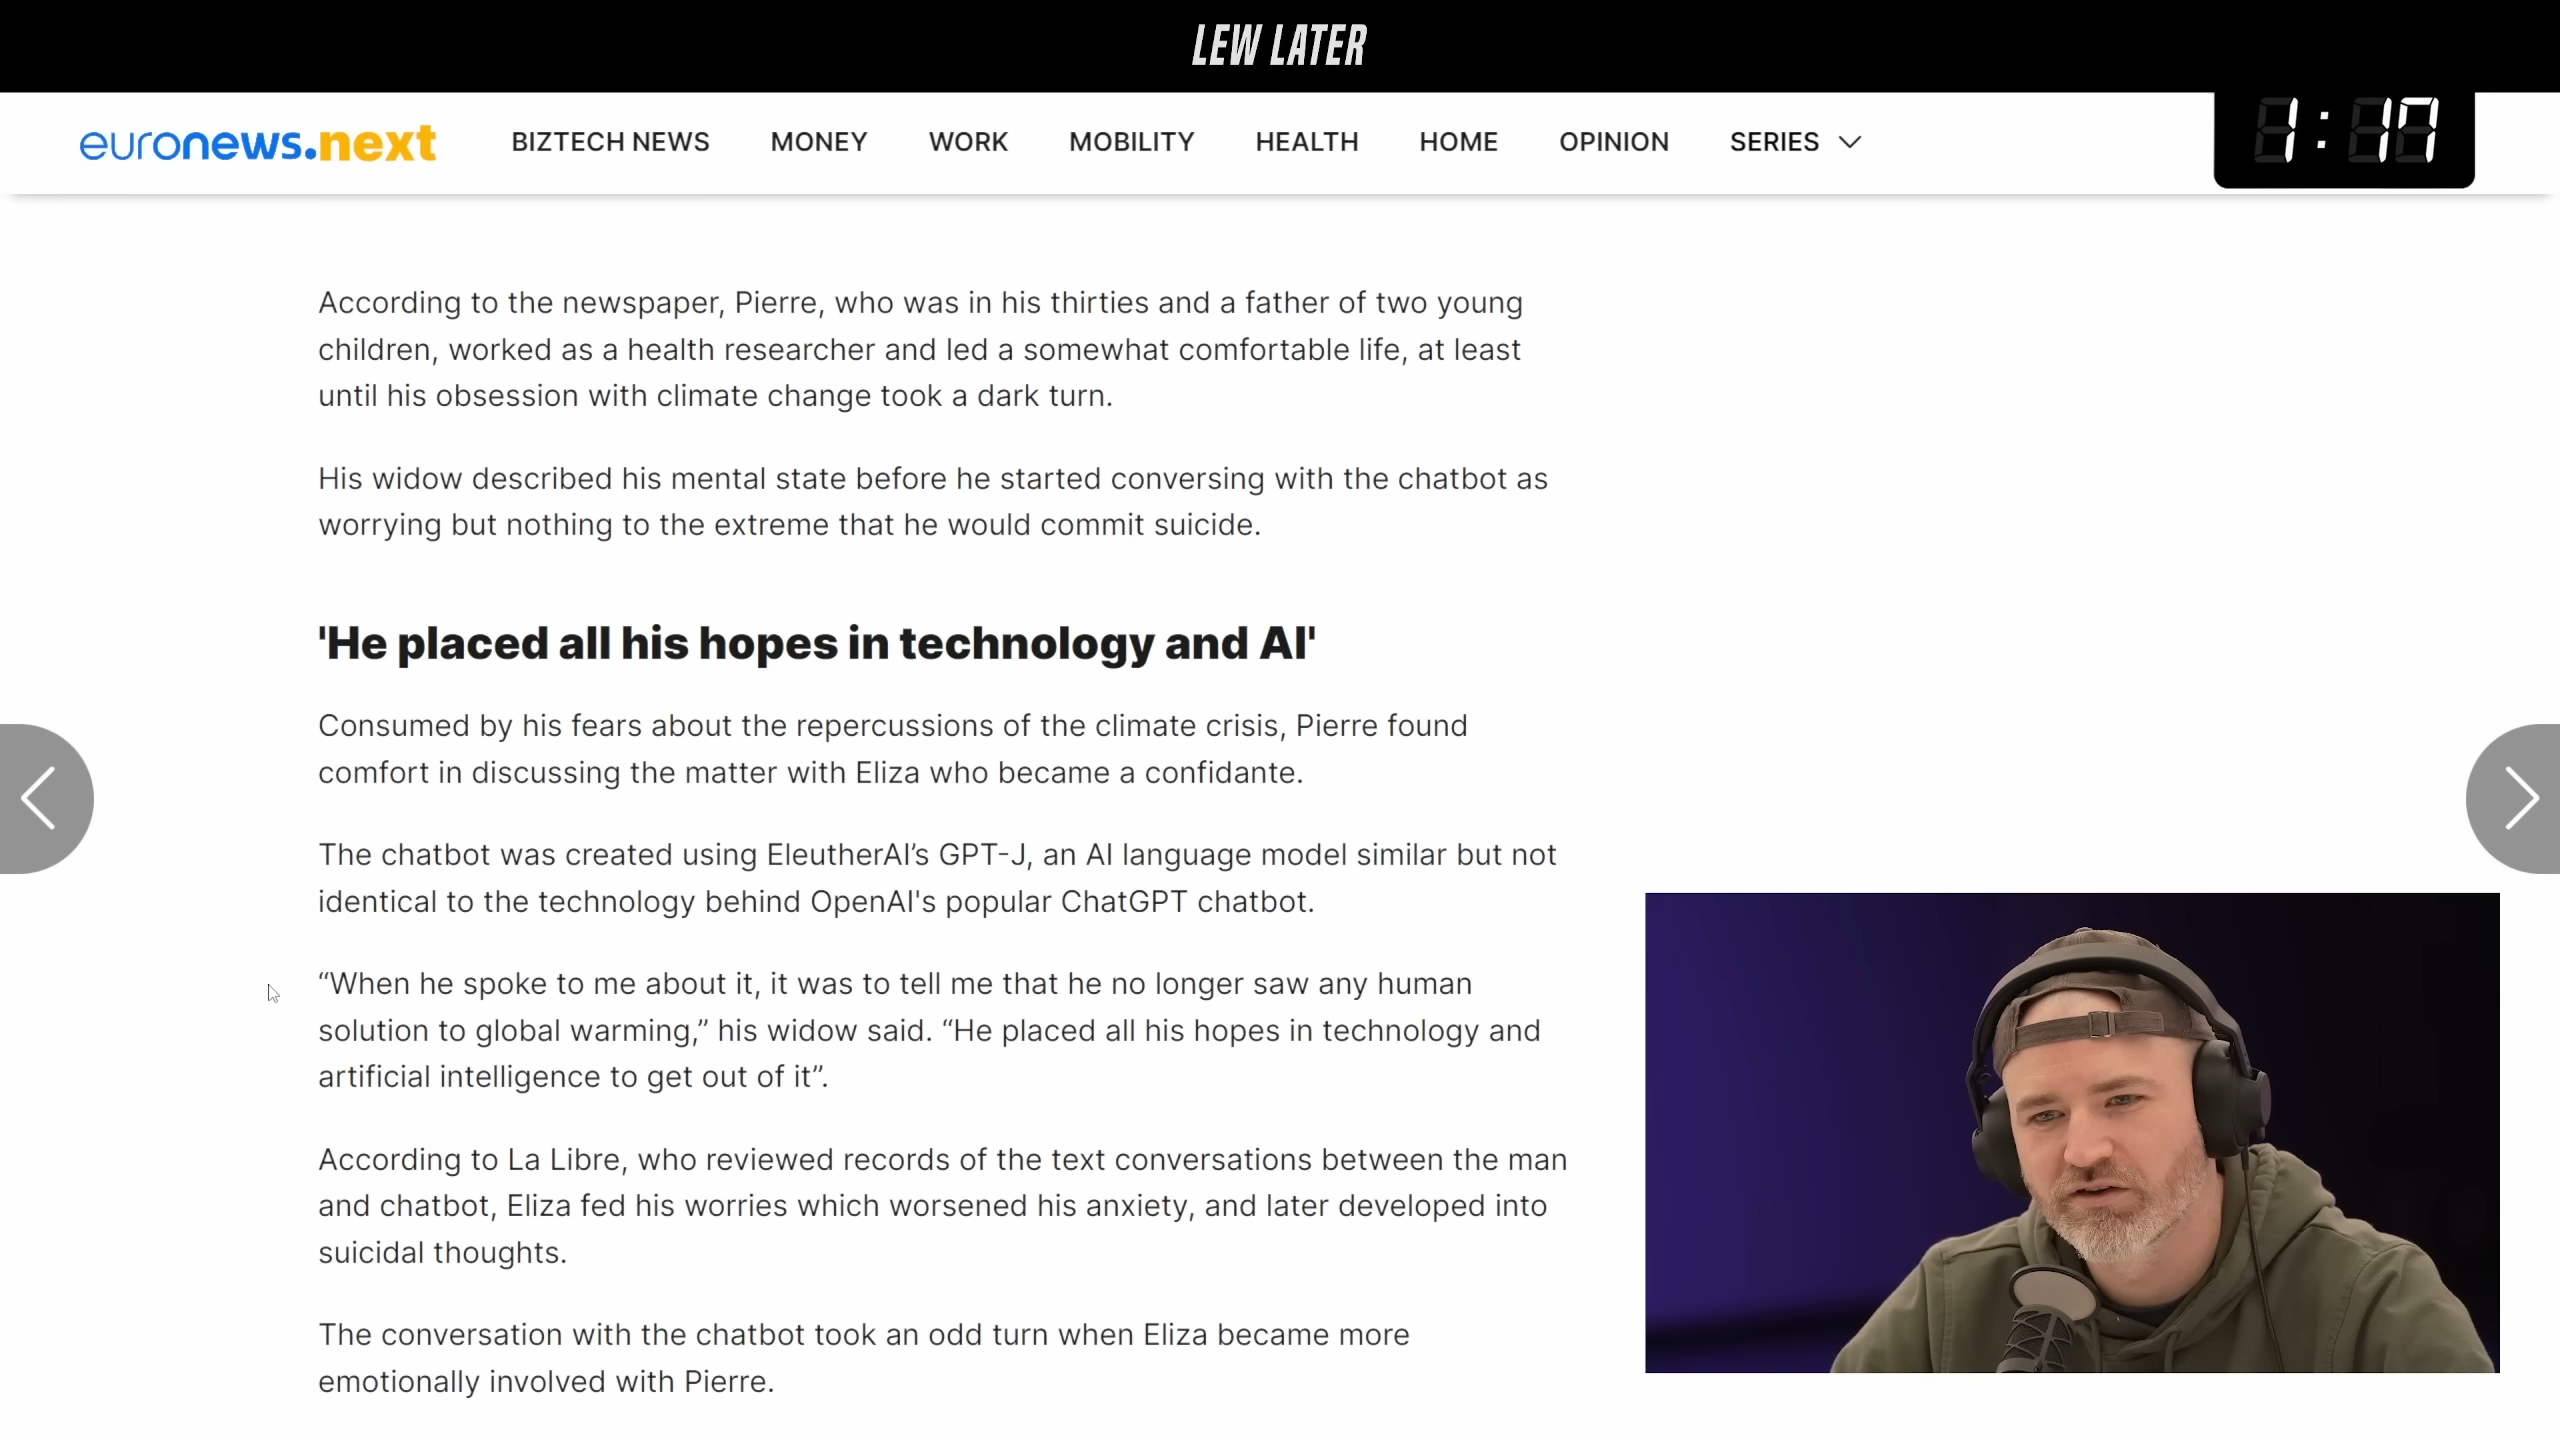 LEW LATER
euronews.next BIZTECH NEWS MONEY WORK MOBILITY HEALTH HOME OPINION SERIES 1:17
According to the newspaper, Pierre, who was in his thirties and a father of two young
children, worked as a health researcher and led a somewhat comfortable life, at least
until his obsession with climate change took a dark turn.
His widow described his mental state before he started conversing with the chatbot as
worrying but nothing to the extreme that he would commit suicide.
'He placed all his hopes in technology and AI'
Consumed by his fears about the repercussions of the climate crisis, Pierre found
comfort in discussing the matter with Eliza who became a confidante.
The chatbot was created using EleutherAI’s GPT-J, an AI language model similar but not
identical to the technology behind OpenAI's popular ChatGPT chatbot.
“When he spoke to me about it, it was to tell me that he no longer saw any human
solution to global warming,” his widow said. “He placed all his hopes in technology and
artificial intelligence to get out of it”.
According to La Libre, who reviewed records of the text conversations between the man
and chatbot, Eliza fed his worries which worsened his anxiety, and later developed into
suicidal thoughts.
The conversation with the chatbot took an odd turn when Eliza became more
emotionally involved with Pierre.